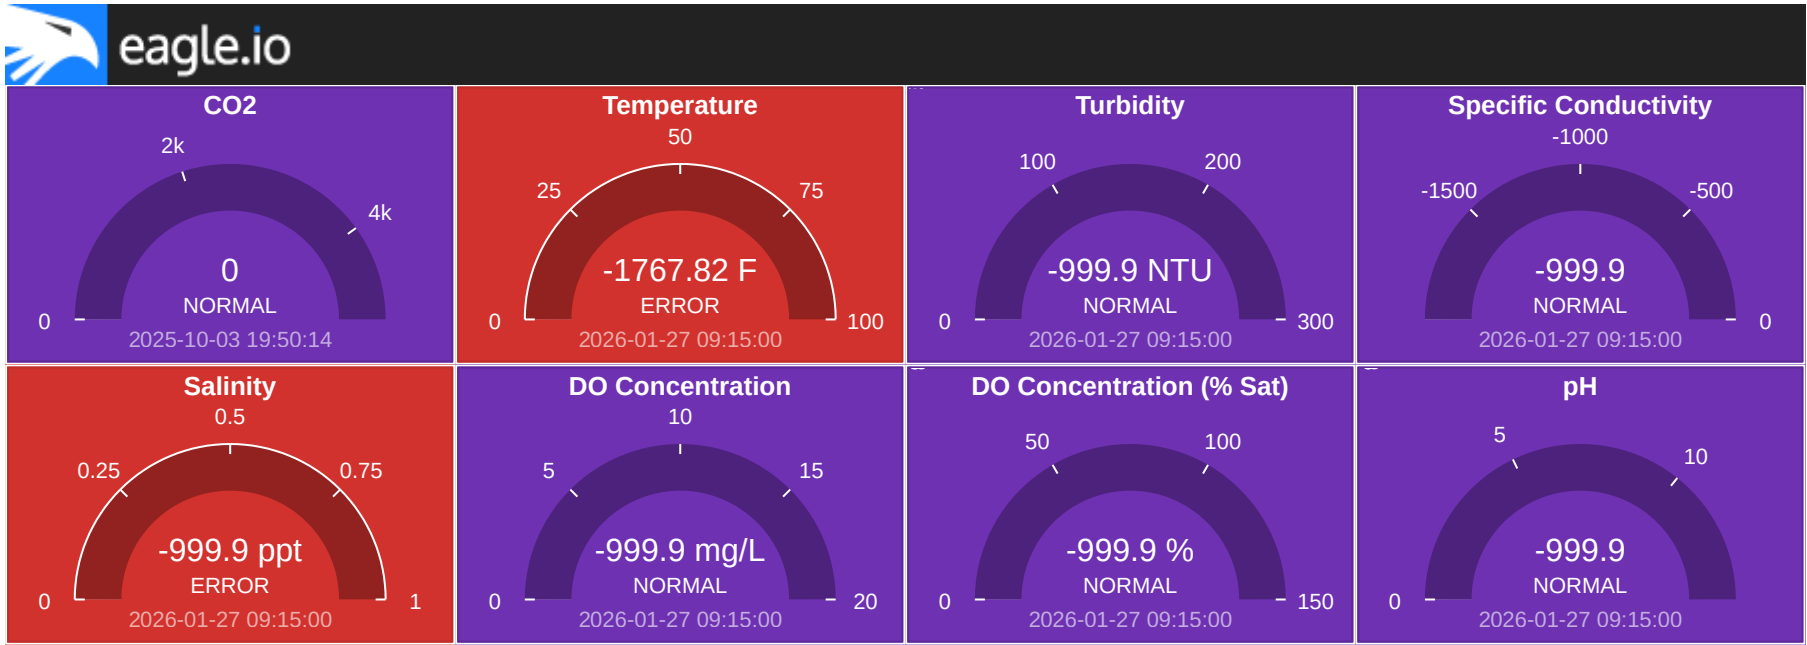 eagle.io
CO2
2k
4k
0
0
NORMAL
2025-10-03 19:50:14
Temperature
50
25
75
-1767.82 F
ERROR
0
100
2026-01-27 09:15:00
Turbidity
100
200
-999.9 NTU
NORMAL
0
300
2026-01-27 09:15:00
Specific Conductivity
-1000
-1500
-500
-999.9
NORMAL
0
2026-01-27 09:15:00
Salinity
0.5
0.25
0.75
-999.9 ppt
ERROR
0
1
2026-01-27 09:15:00
DO Concentration
10
5
15
-999.9 mg/L
NORMAL
0
20
2026-01-27 09:15:00
DO Concentration (% Sat)
50
100
-999.9 %
NORMAL
0
150
2026-01-27 09:15:00
pH
5
10
-999.9
NORMAL
0
2026-01-27 09:15:00